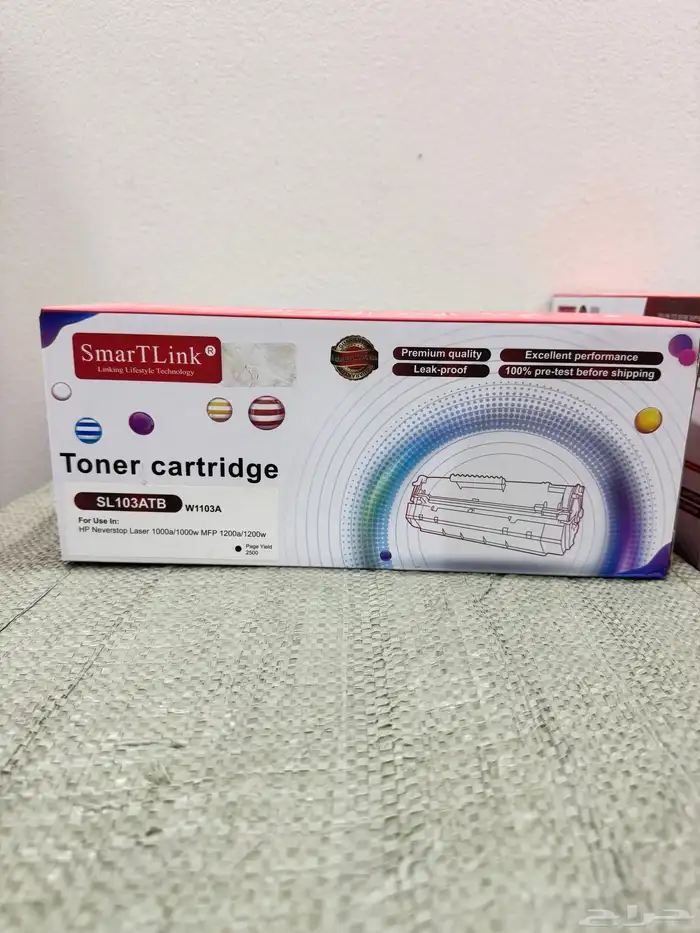 SmarTLink®
Linking Lifestyle Technology
Premium quality
Excellent performance
Leak-proof
100% pre-test before shipping
Toner cartridge
SL103ATB W1103A
For Use In:
HP Neverstop Laser 1000a/1000w MFP 1200a/1200w
Page Yield
2500
حراج